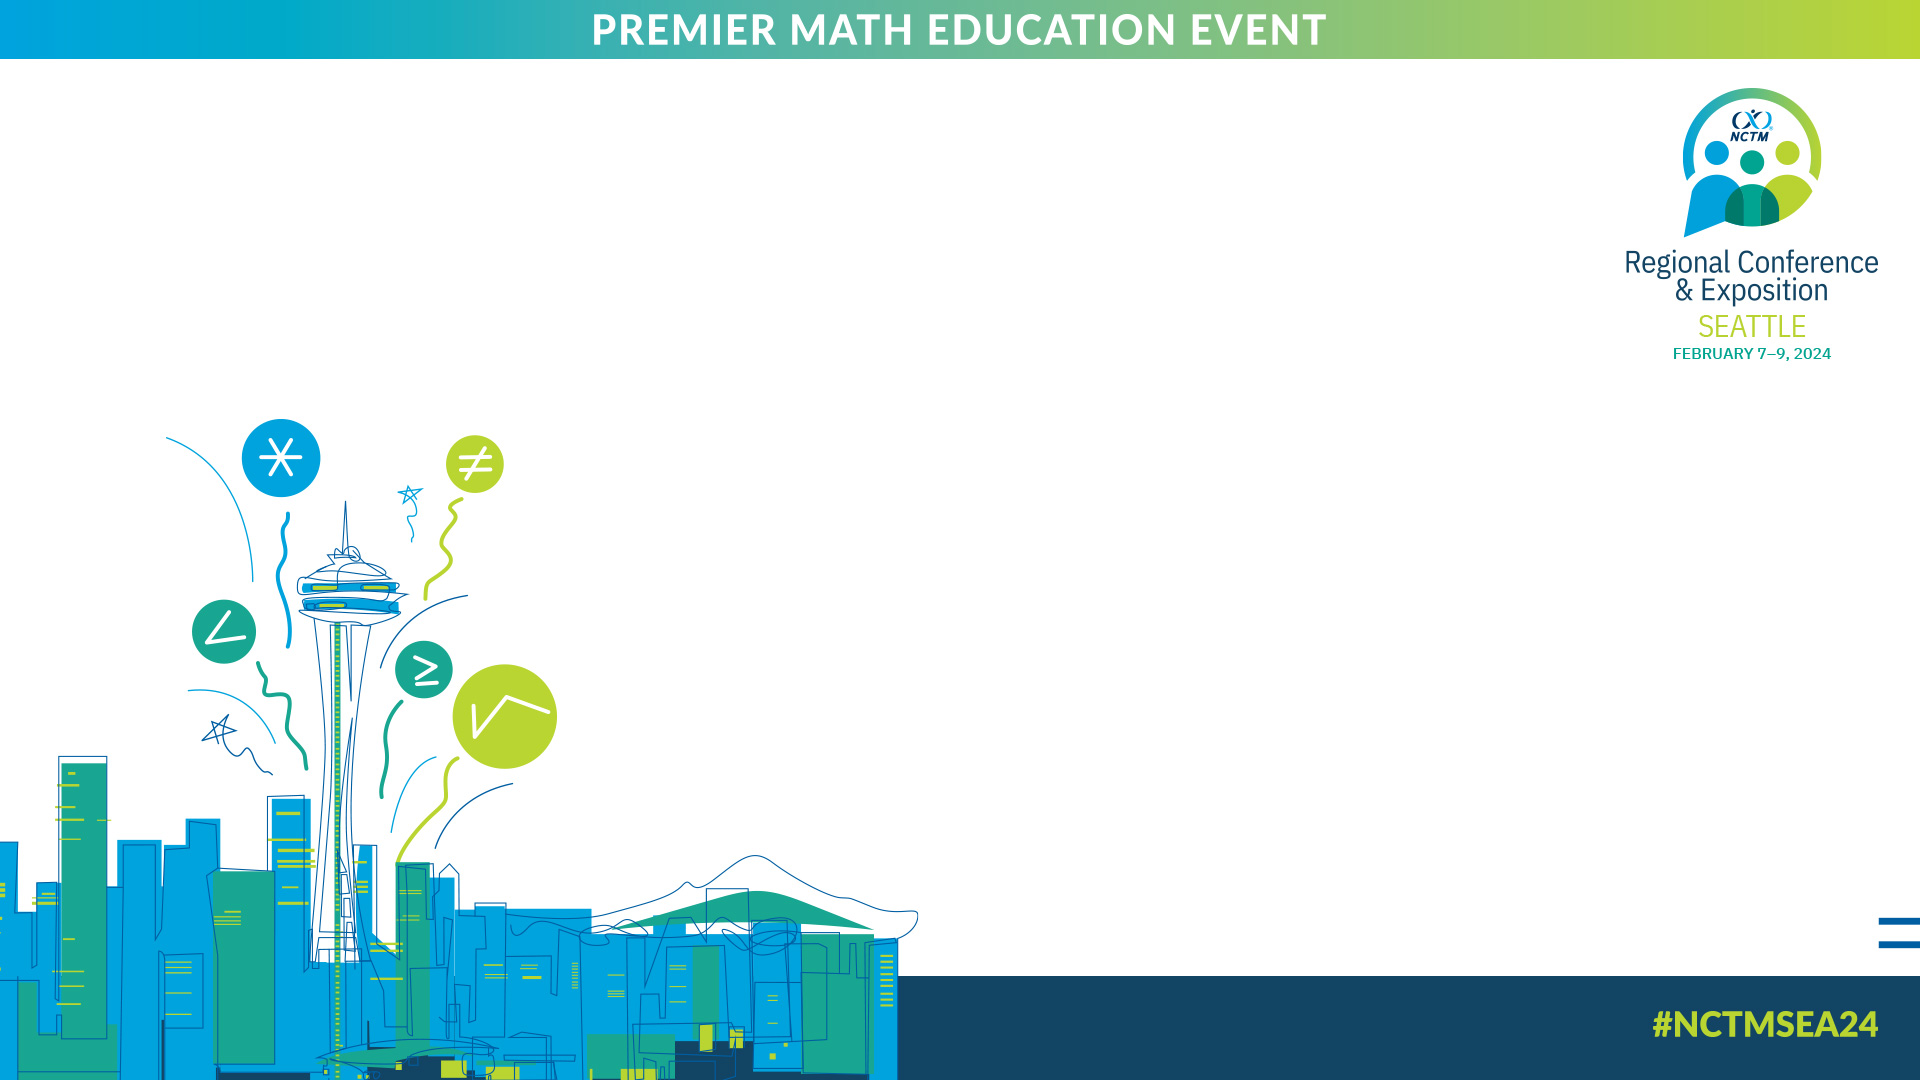 PREMIER MATH EDUCATION EVENT
NCTM
Regional Conference
& Exposition
SEATTLE
FEBRUARY 7–9, 2024
*
≠
∠
≥
√
=
#NCTMSEA24